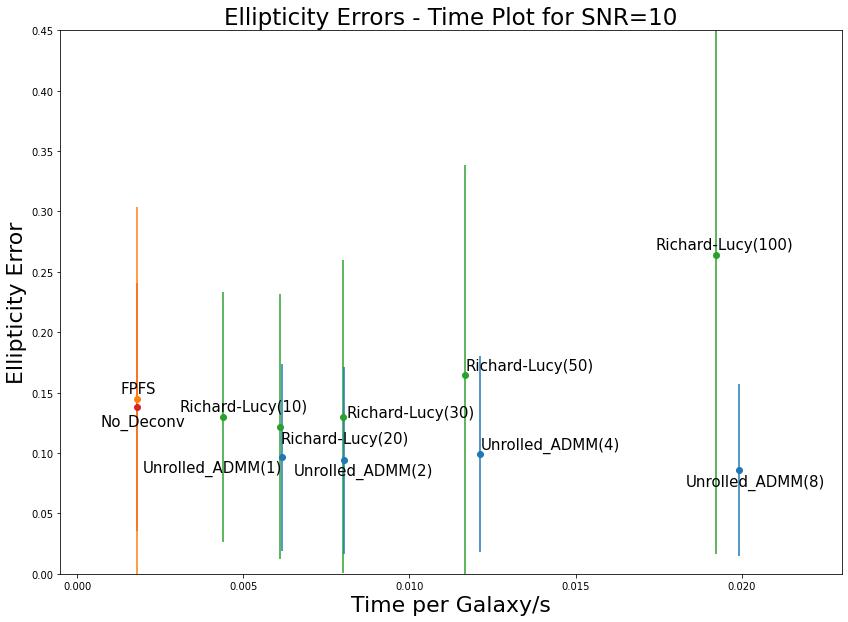 Ellipticity Errors - Time Plot for SNR=10
0.45
0.40
0.35
0.30
0.25
0.20
0.15
0.10
0.05
0.00
Ellipticity Error
Richard-Lucy(100)
Richard-Lucy(50)
FPFS
No_Deconv
Richard-Lucy(10)
Richard-Lucy(30)
Richard-Lucy(20)
Unrolled_ADMM(4)
Unrolled_ADMM(1)
Unrolled_ADMM(2)
Unrolled_ADMM(8)
0.000
0.005
0.010
0.015
0.020
Time per Galaxy/s